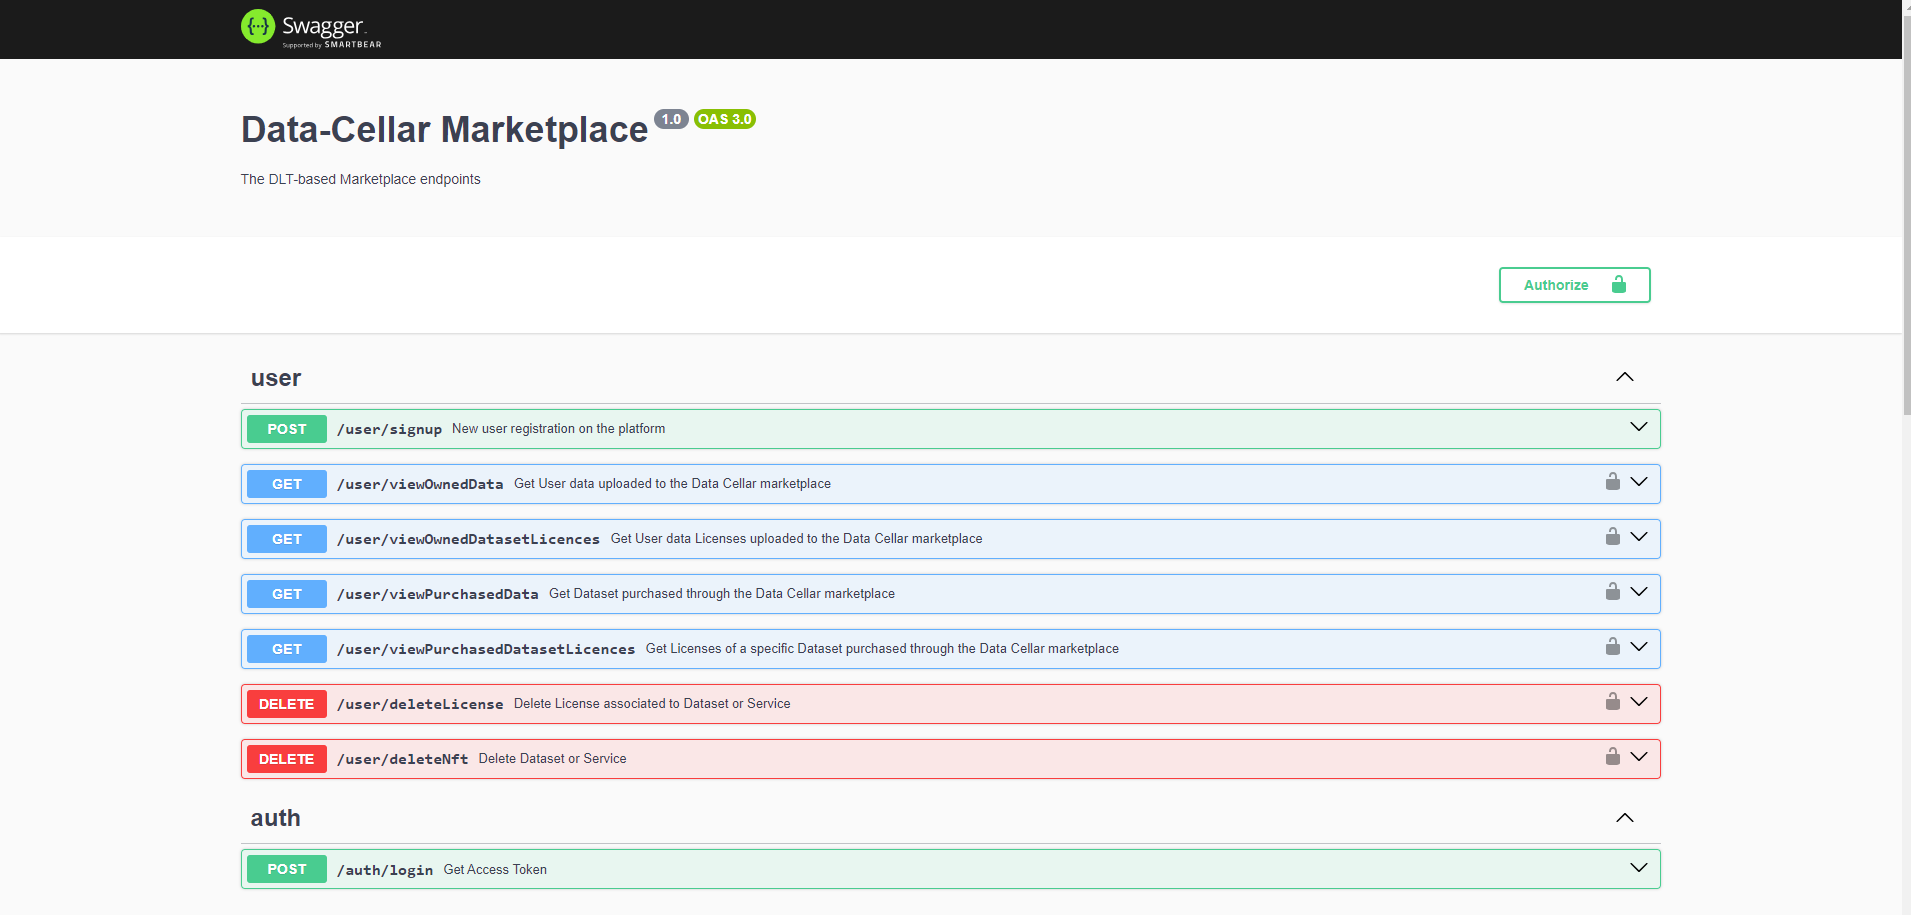 {···} Swagger
Supported by SMARTBEAR
Data-Cellar Marketplace 1.0 OAS 3.0
The DLT-based Marketplace endpoints
Authorize
user
POST /user/signup New user registration on the platform
GET /user/viewOwnedData Get User data uploaded to the Data Cellar marketplace
GET /user/viewOwnedDatasetLicences Get User data Licenses uploaded to the Data Cellar marketplace
GET /user/viewPurchasedData Get Dataset purchased through the Data Cellar marketplace
GET /user/viewPurchasedDatasetLicences Get Licenses of a specific Dataset purchased through the Data Cellar marketplace
DELETE /user/deleteLicense Delete License associated to Dataset or Service
DELETE /user/deleteNft Delete Dataset or Service
auth
POST /auth/login Get Access Token